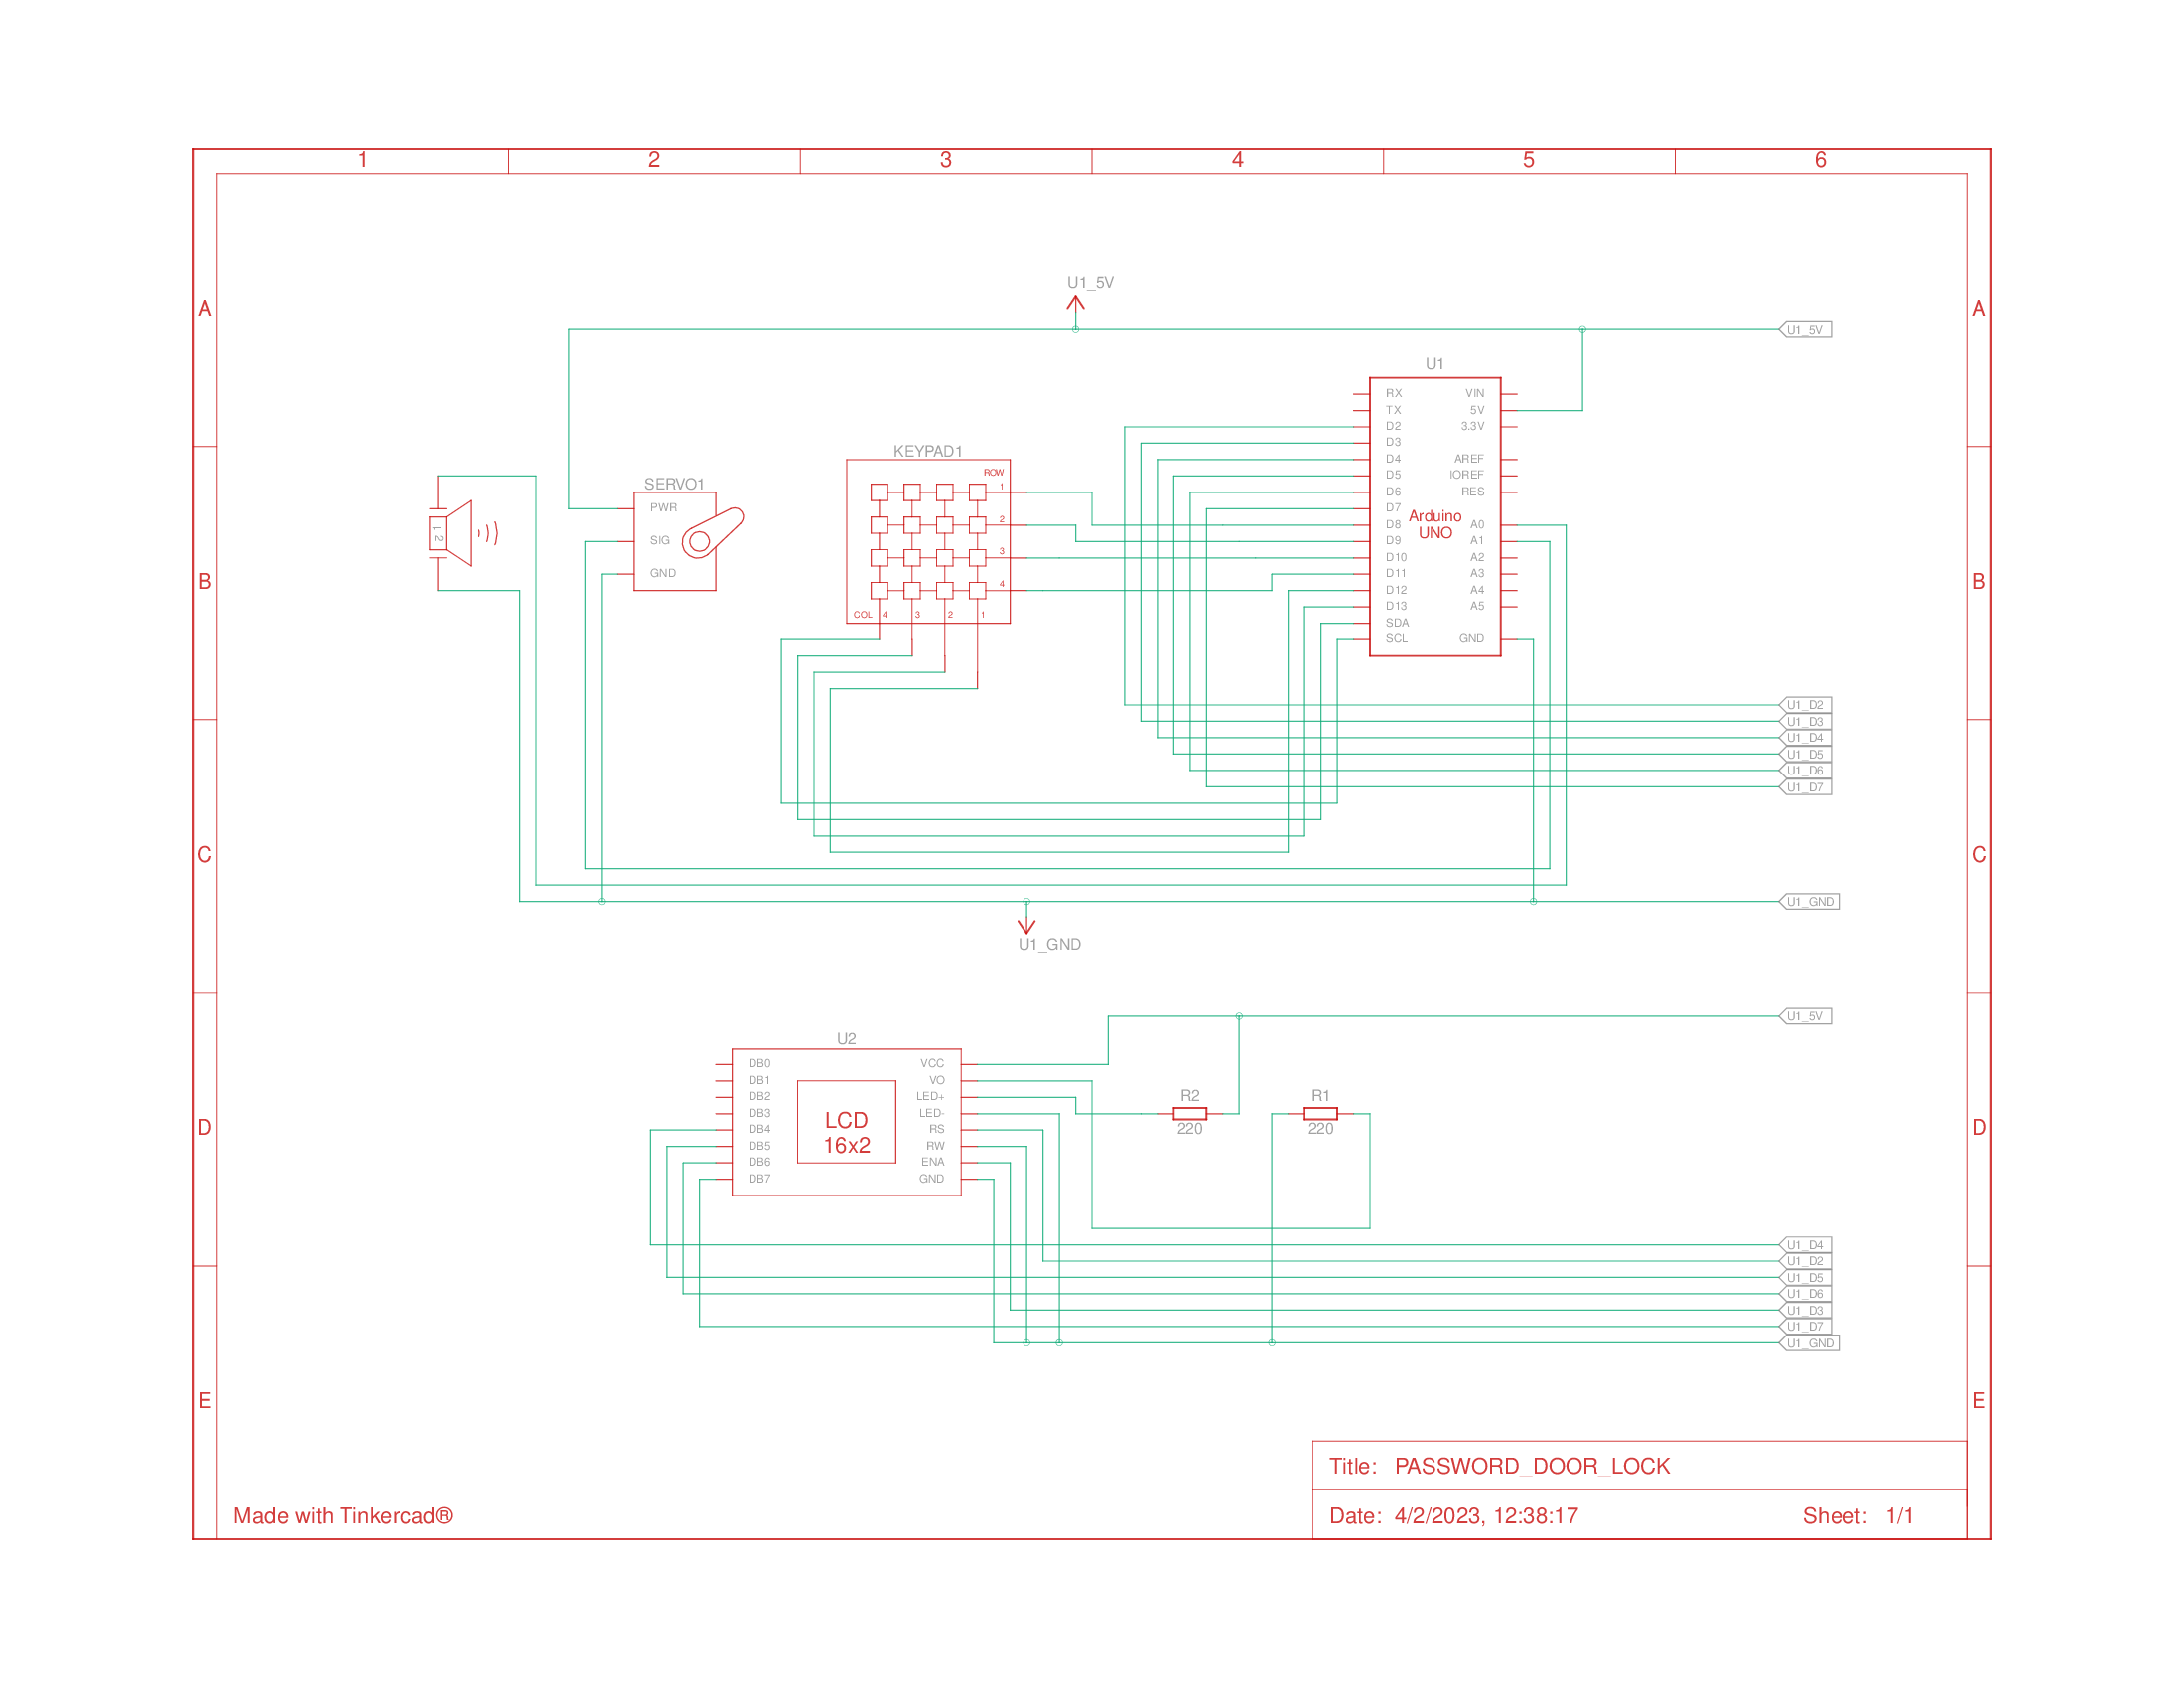 1 2 3 4 5 6
A A
U1_5V
U1_5V
U1
RX VIN
TX 5V
D2 3.3V
D3
D4 AREF
D5 IOREF
D6 RES
D7
D8 A0
D9 A1
D10 A2
D11 A3
D12 A4
D13 A5
SDA
SCL GND
Arduino
UNO
KEYPAD1
ROW
1
2
3
4
COL 4 3 2 1
SERVO1
PWR
SIG
GND
1 2
B B
U1_D2
U1_D3
U1_D4
U1_D5
U1_D6
U1_D7
C C
U1_GND
U1_GND
U1_5V
U2
DB0 VCC
DB1 VO
DB2 LED+
DB3 LED-
DB4 RS
DB5 RW
DB6 ENA
DB7 GND
LCD
16x2
R2 R1
220 220
D D
U1_D4
U1_D2
U1_D5
U1_D6
U1_D3
U1_D7
U1_GND
E E
Title: PASSWORD_DOOR_LOCK
Made with Tinkercad®
Date: 4/2/2023, 12:38:17 Sheet: 1/1